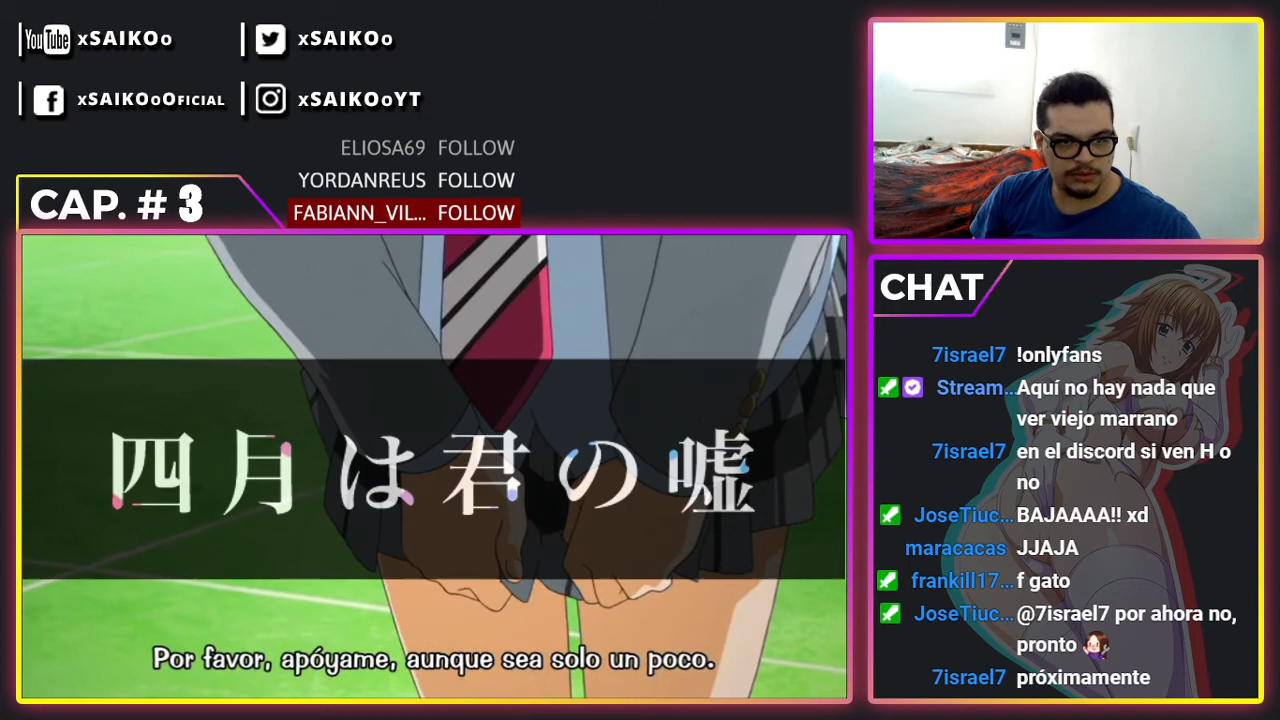 YouTube xSAIKOo
xSAIKOo
xSAIKOoOficial
xSAIKOoYT
ELIOSA69 FOLLOW
YORDANREUS FOLLOW
FABIANN_VIL... FOLLOW
CAP. # 3
四月は君の嘘
Por favor, apóyame, aunque sea solo un poco.
CHAT
7israel7 !onlyfans
Stream... Aquí no hay nada que
ver viejo marrano
7israel7 en el discord si ven H o
no
JoseTiuc... BAJAAAA!! xd
maracacas JJAJA
frankill17... f gato
JoseTiuc... @7israel7 por ahora no,
pronto
7israel7 próximamente